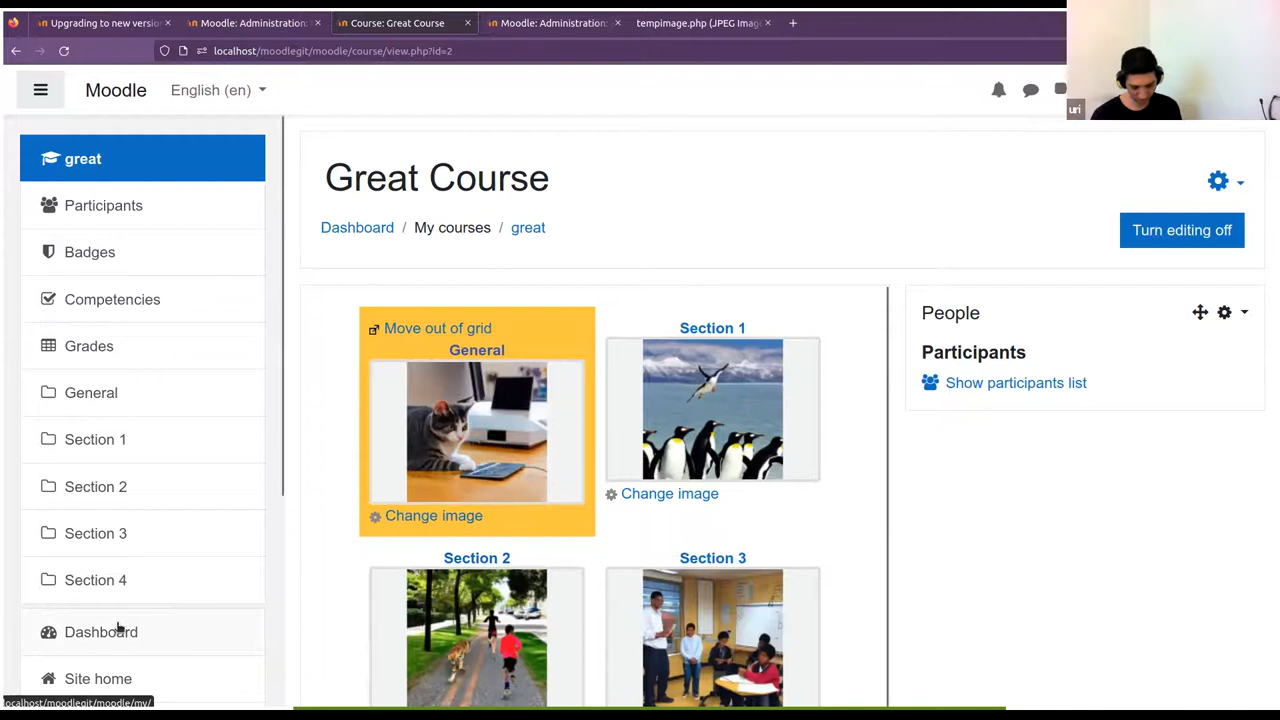 Upgrading to new versio
Moodle: Administration:
Course: Great Course
Moodle: Administration:
tempimage.php (JPEG Imag
localhost/moodlegit/moodle/course/view.php?id=2
Moodle
English (en)
uri
great
Participants
Badges
Competencies
Grades
General
Section 1
Section 2
Section 3
Section 4
Dashboard
Site home
ocalhost/moodlegit/moodle/my/
Great Course
Dashboard / My courses / great
Turn editing off
Move out of grid
General
Change image
Section 1
Change image
Section 2
Section 3
People
Participants
Show participants list